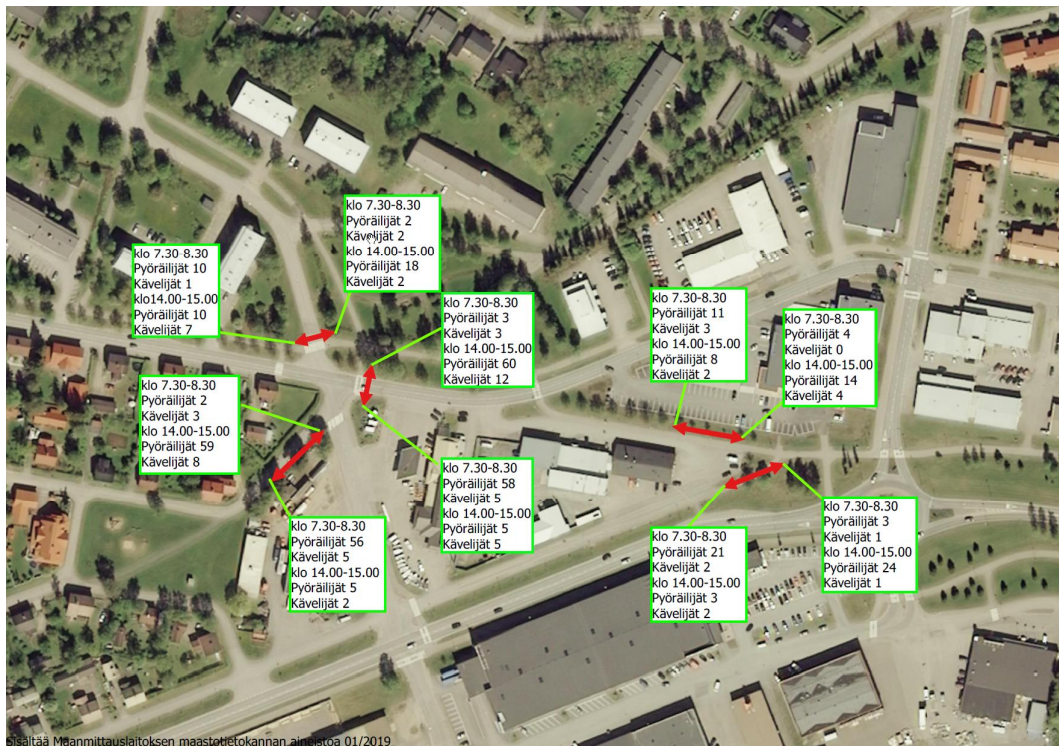 klo 7.30-8.30
Pyöräilijät 2
Kävelijät 2
klo 14.00-15.00
Pyöräilijät 18
Kävelijät 2
klo 7.30-8.30
Pyöräilijät 10
Kävelijät 1
klo14.00-15.00
Pyöräilijät 10
Kävelijät 7
klo 7.30-8.30
Pyöräilijät 3
Kävelijät 3
klo 14.00-15.00
Pyöräilijät 60
Kävelijät 12
klo 7.30-8.30
Pyöräilijät 11
Kävelijät 3
klo 14.00-15.00
Pyöräilijät 8
Kävelijät 2
klo 7.30-8.30
Pyöräilijät 4
Kävelijät 0
klo 14.00-15.00
Pyöräilijät 14
Kävelijät 4
klo 7.30-8.30
Pyöräilijät 2
Kävelijät 3
klo 14.00-15.00
Pyöräilijät 59
Kävelijät 8
klo 7.30-8.30
Pyöräilijät 58
Kävelijät 5
klo 14.00-15.00
Pyöräilijät 5
Kävelijät 5
klo 7.30-8.30
Pyöräilijät 56
Kävelijät 5
klo 14.00-15.00
Pyöräilijät 5
Kävelijät 2
klo 7.30-8.30
Pyöräilijät 21
Kävelijät 2
klo 14.00-15.00
Pyöräilijät 3
Kävelijät 2
klo 7.30-8.30
Pyöräilijät 3
Kävelijät 1
klo 14.00-15.00
Pyöräilijät 24
Kävelijät 1
Sisältää Maanmittauslaitoksen maastotietokannan aineistoa 01/2019